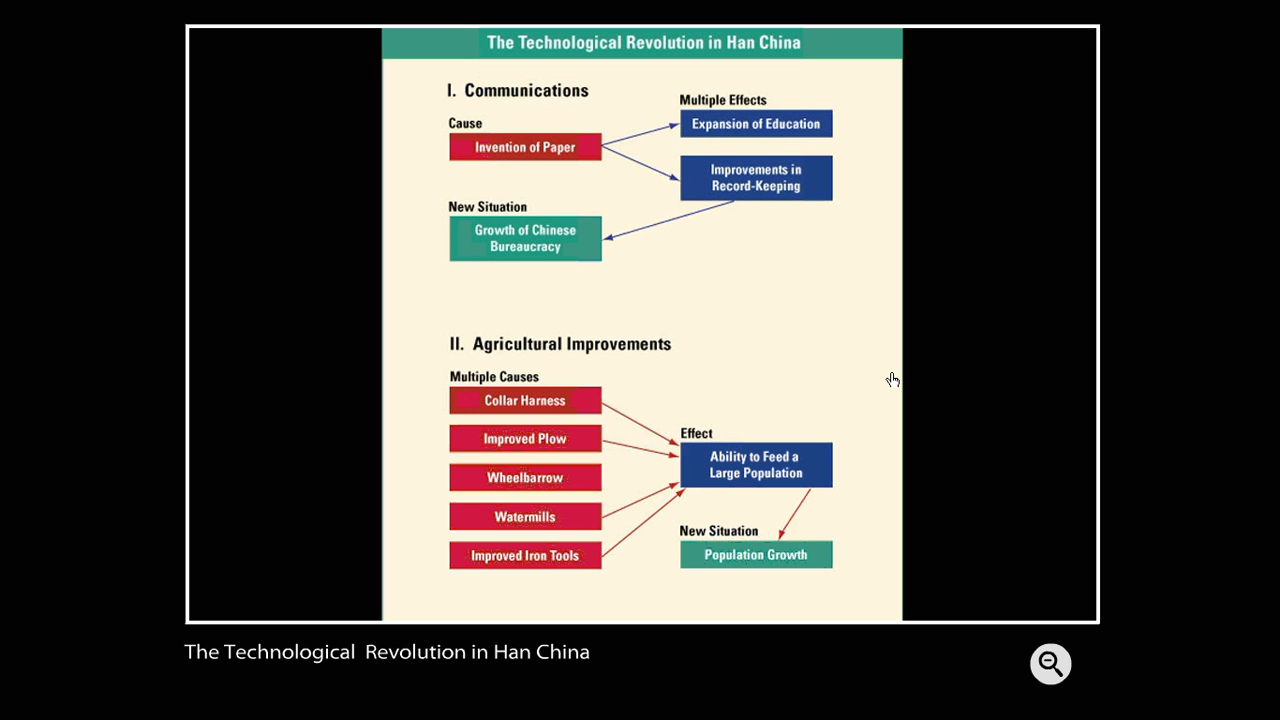 The Technological Revolution in Han China
I. Communications
Cause
Invention of Paper
Multiple Effects
Expansion of Education
Improvements in
Record-Keeping
New Situation
Growth of Chinese
Bureaucracy
II. Agricultural Improvements
Multiple Causes
Collar Harness
Improved Plow
Wheelbarrow
Watermills
Improved Iron Tools
Effect
Ability to Feed a
Large Population
New Situation
Population Growth
The Technological Revolution in Han China